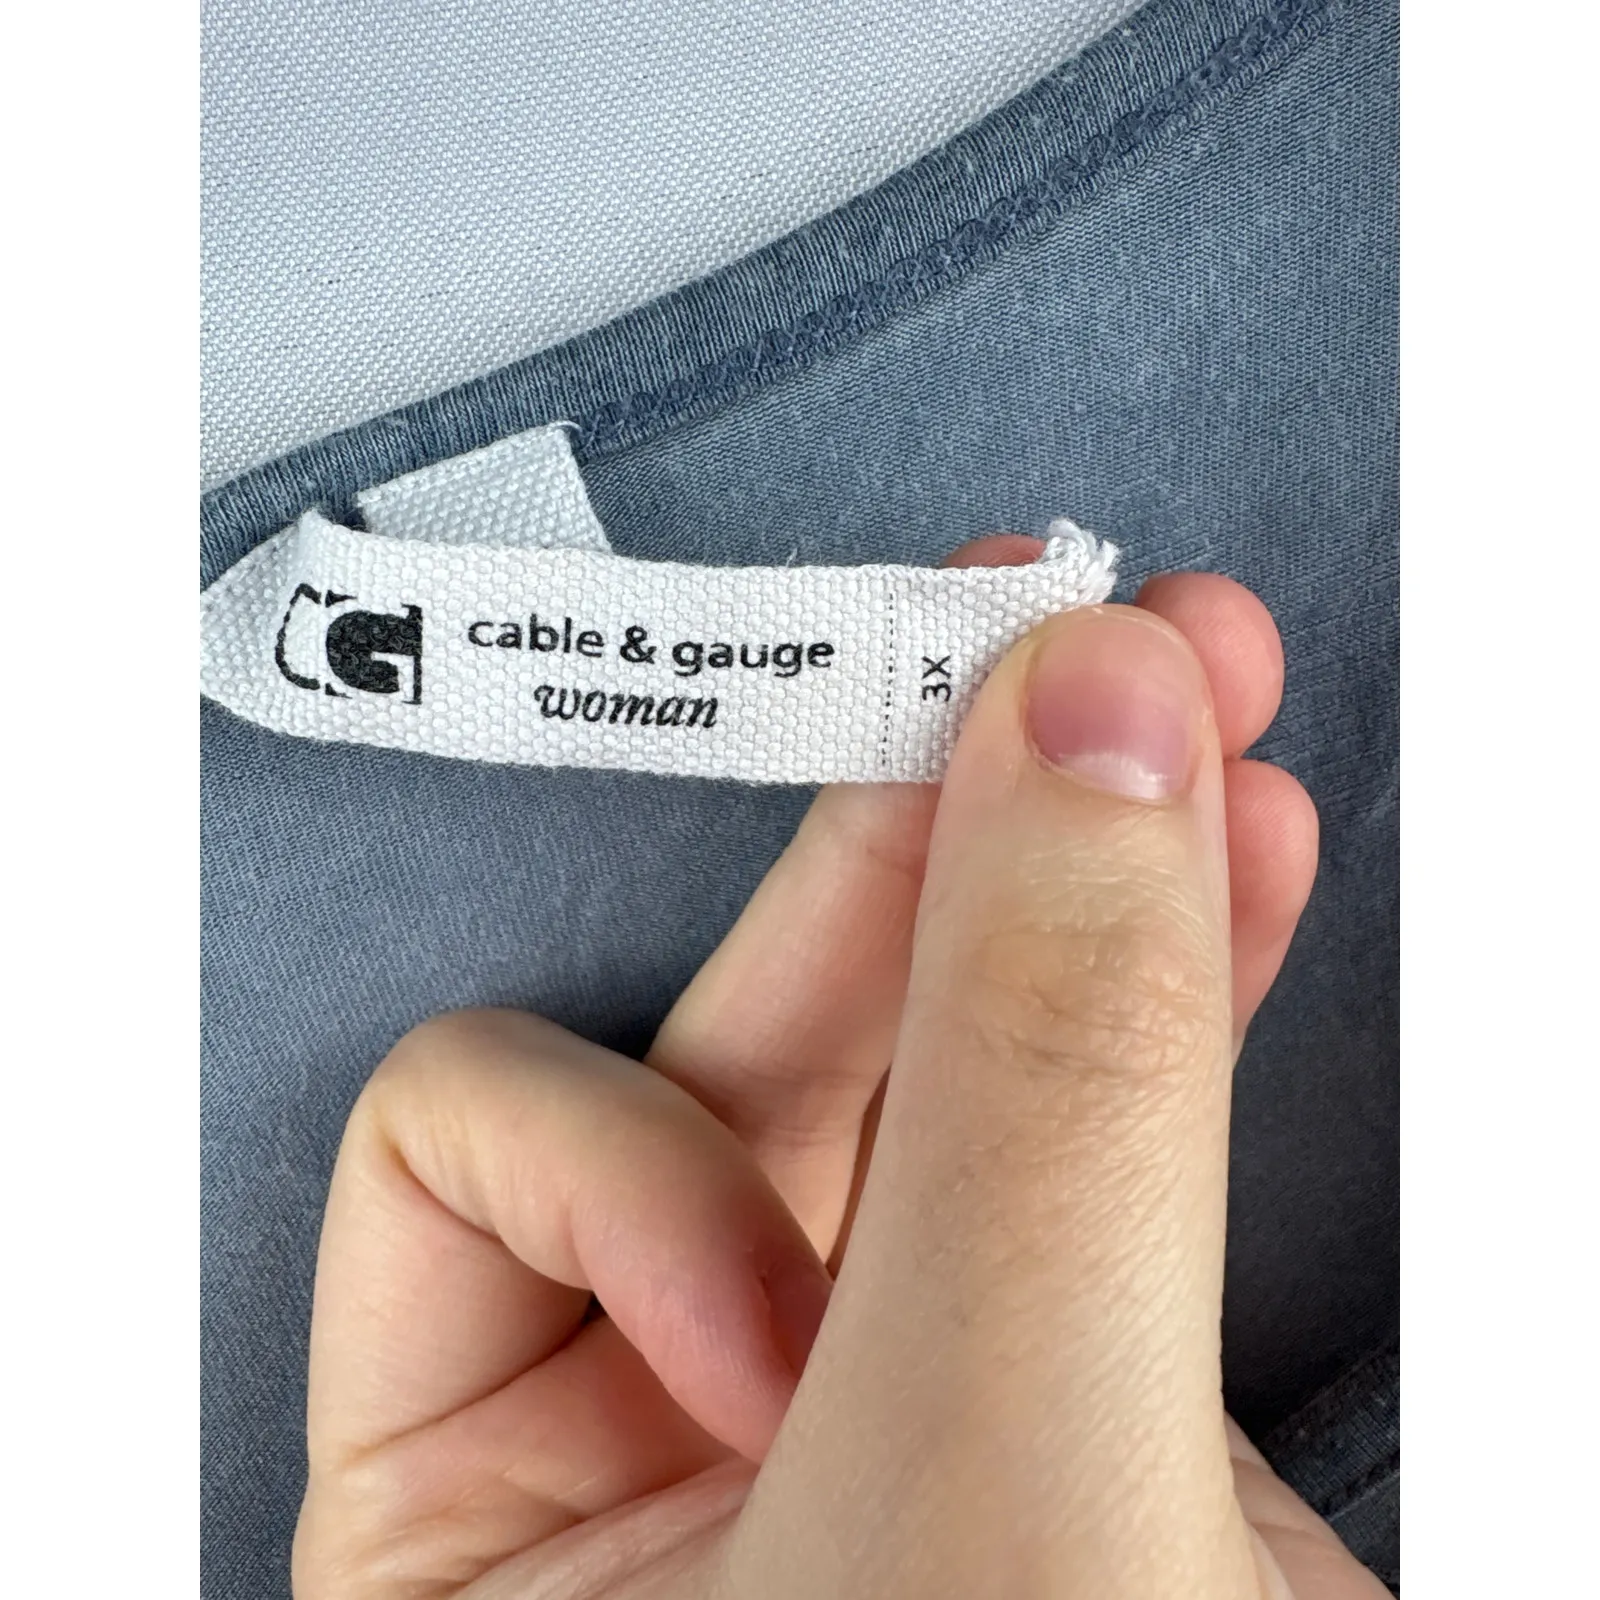 CG
cable & gauge
woman
3X